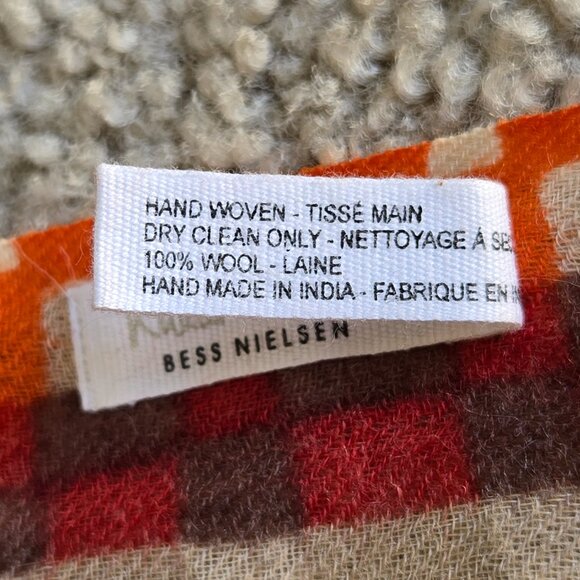 HAND WOVEN - TISSÉ MAIN
DRY CLEAN ONLY - NETTOYAGE À
100% WOOL - LAINE
HAND MADE IN INDIA - FABRIQUE EN
BESS NIELSEN